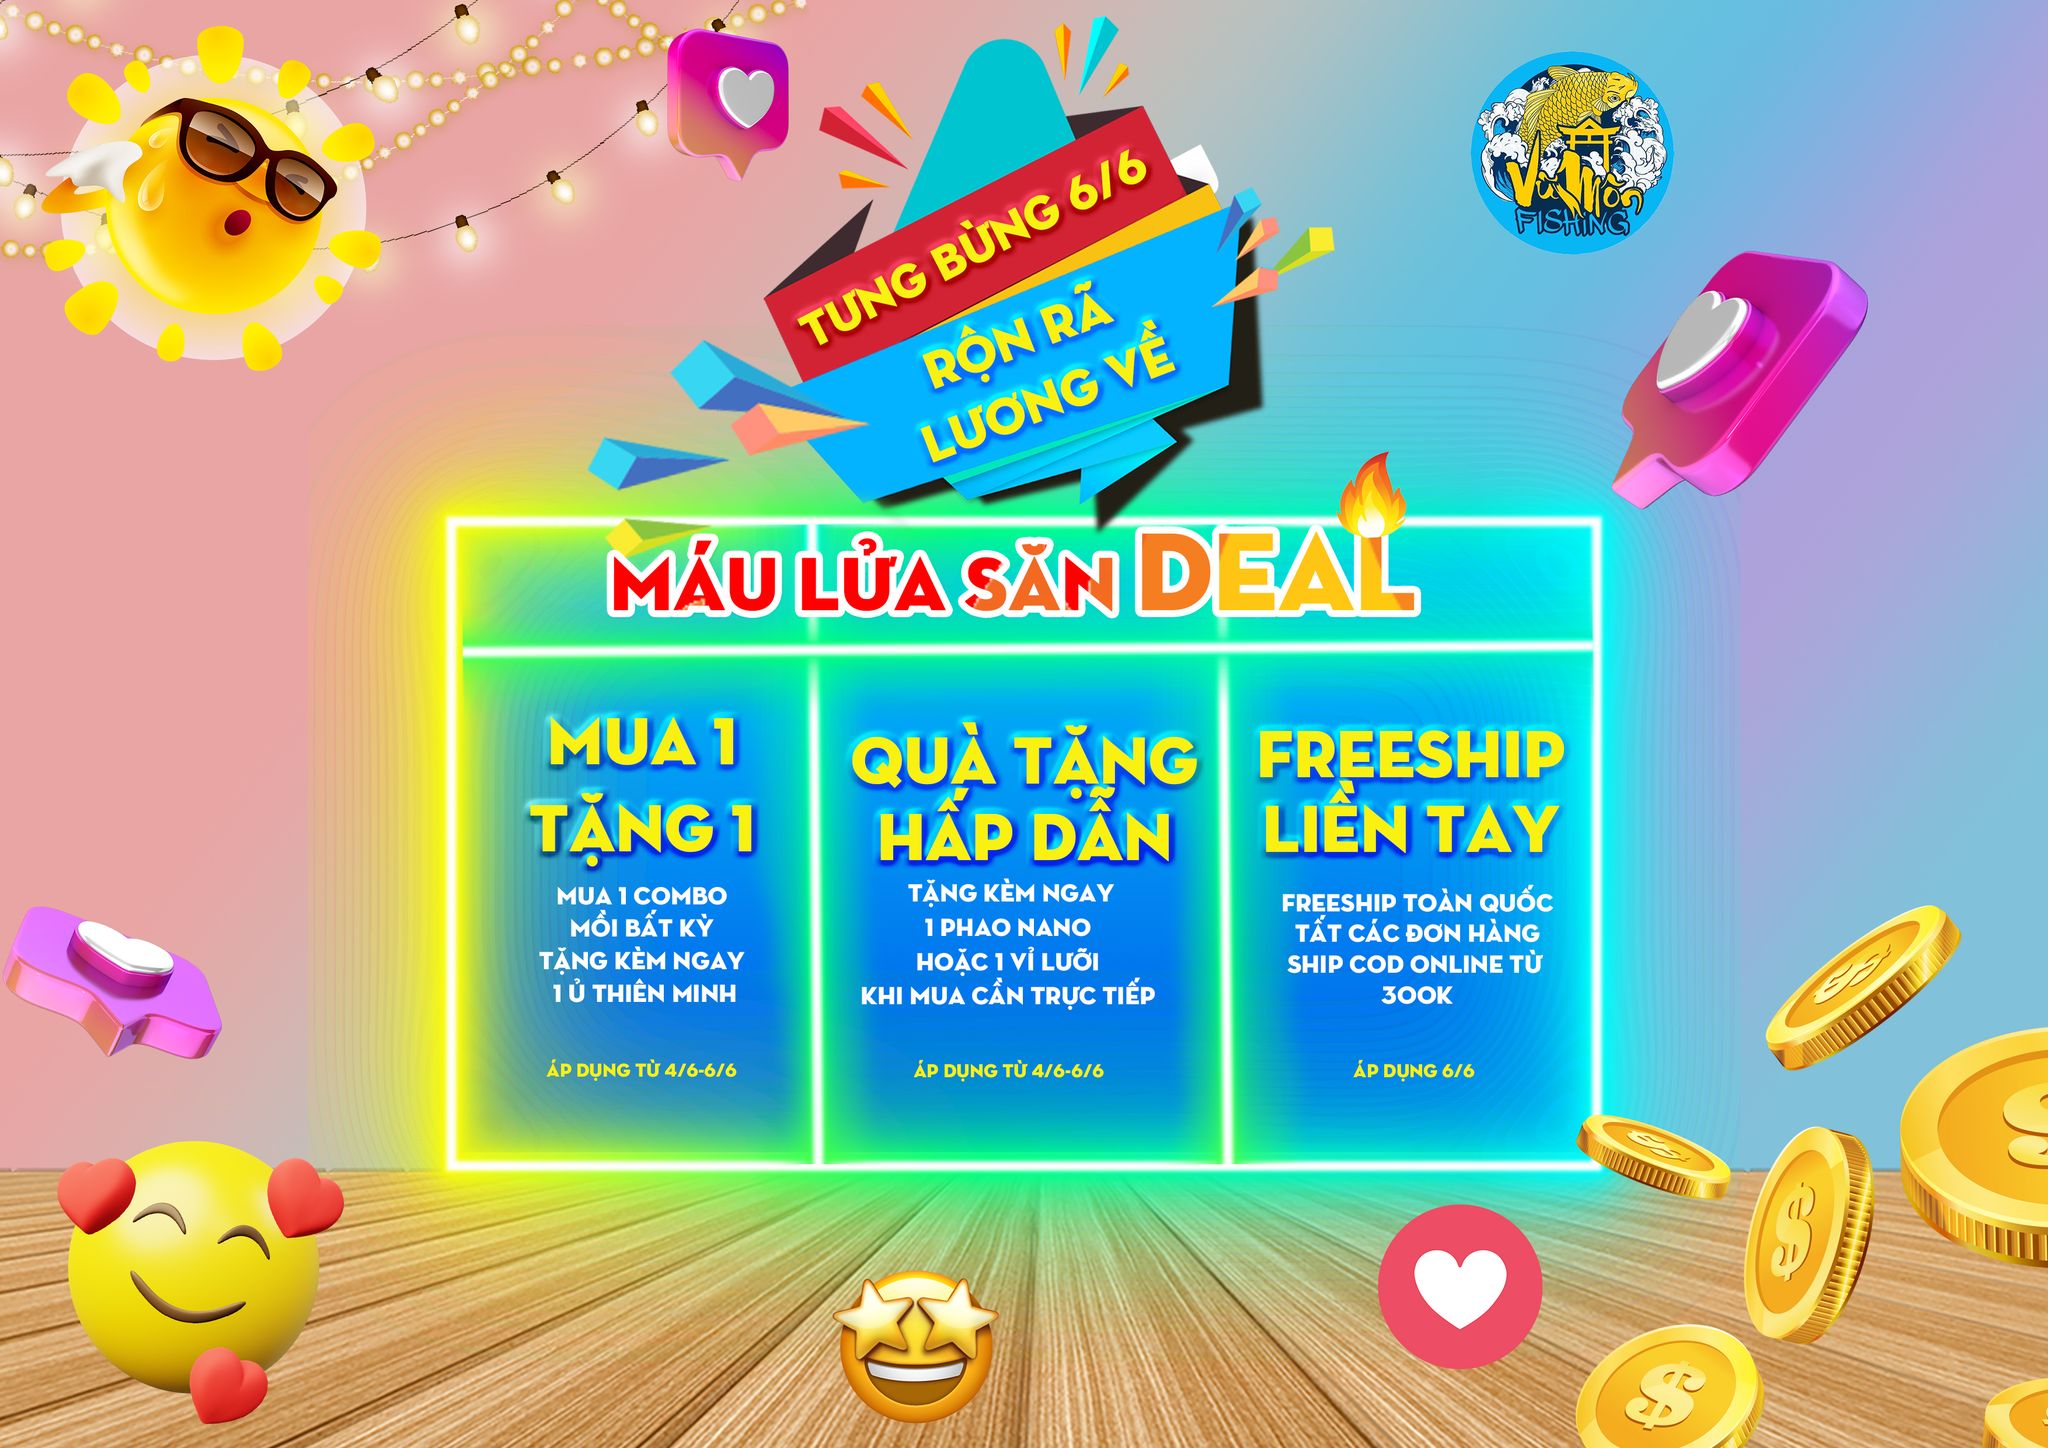 Vũ Môn
FISHING
TƯNG BỪNG 6/6
RỘN RÃ
LƯƠNG VỀ
MÁU LỬA SĂN DEAL
MUA 1
TẶNG 1
MUA 1 COMBO
MỒI BẤT KỲ
TẶNG KÈM NGAY
1 Ủ THIÊN MINH
ÁP DỤNG TỪ 4/6-6/6
QUÀ TẶNG
HẤP DẪN
TẶNG KÈM NGAY
1 PHAO NANO
HOẶC 1 VỈ LƯỠI
KHI MUA CẦN TRỰC TIẾP
ÁP DỤNG TỪ 4/6-6/6
FREESHIP
LIỀN TAY
FREESHIP TOÀN QUỐC
TẤT CÁC ĐƠN HÀNG
SHIP COD ONLINE TỪ
300K
ÁP DỤNG 6/6